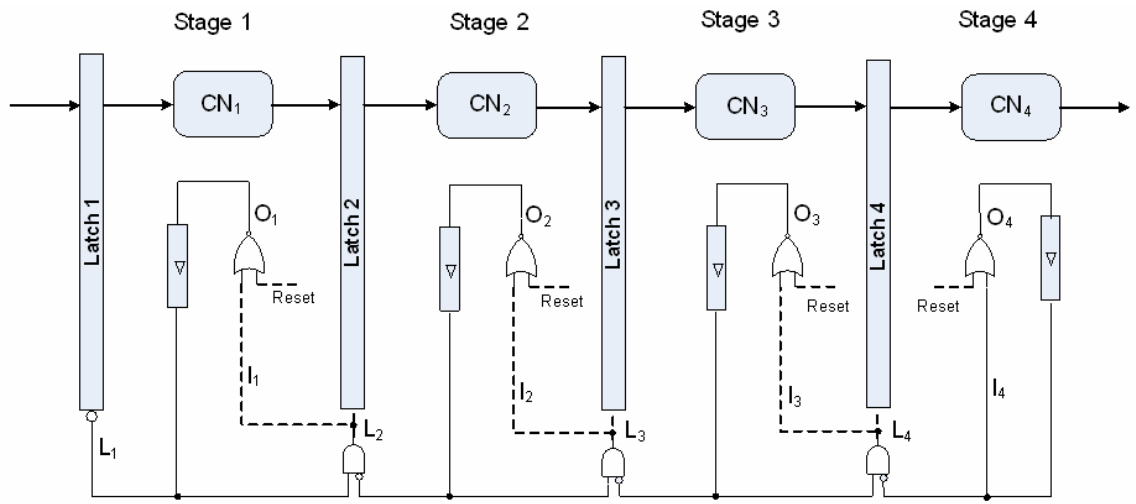 Stage 1
Stage 2
Stage 3
Stage 4
CN₁
CN₂
CN₃
CN₄
Latch 1
Latch 2
Latch 3
Latch 4
O₁
O₂
O₃
O₄
Reset
Reset
Reset
Reset
I₁
I₂
I₃
I₄
L₁
L₂
L₃
L₄